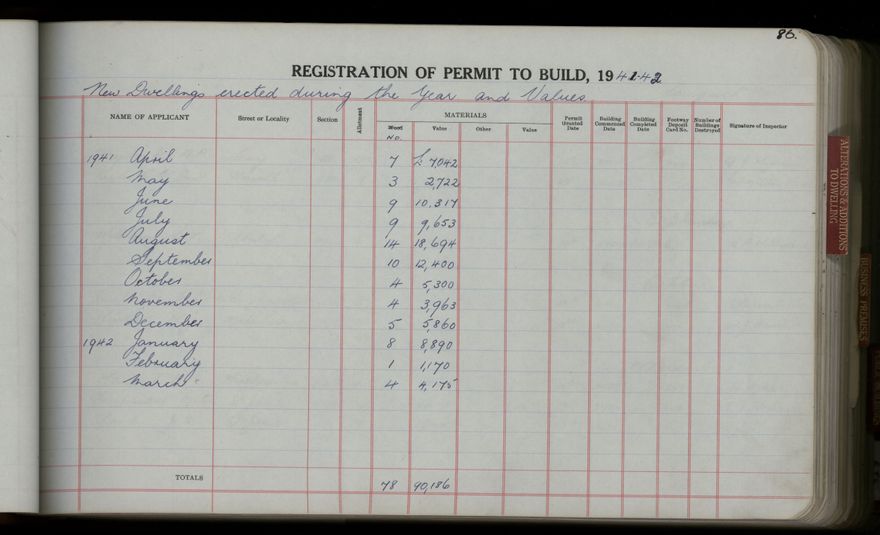 86.
REGISTRATION OF PERMIT TO BUILD, 1941-42
New Dwellings erected during the Year and Values
NAME OF APPLICANT Street or Locality Section Allotment MATERIALS Permit Granted Date Building Commenced Date Building Completed Date Footway Deposit Card No. Number of Buildings Destroyed Signature of Inspector
Wood Value Other Value
No.
1941 April 7 £7,042
May 3 2,722
June 9 10,317
July 9 9,653
August 14 18,694
September 10 12,400
October 4 5,300
November 4 3,963
December 5 5,860
1942 January 8 8,890
February 1 1,170
March 4 4,175
TOTALS 78 90,186
ALTERATIONS & ADDITIONS
TO DWELLING
BUSINESS PREMISES